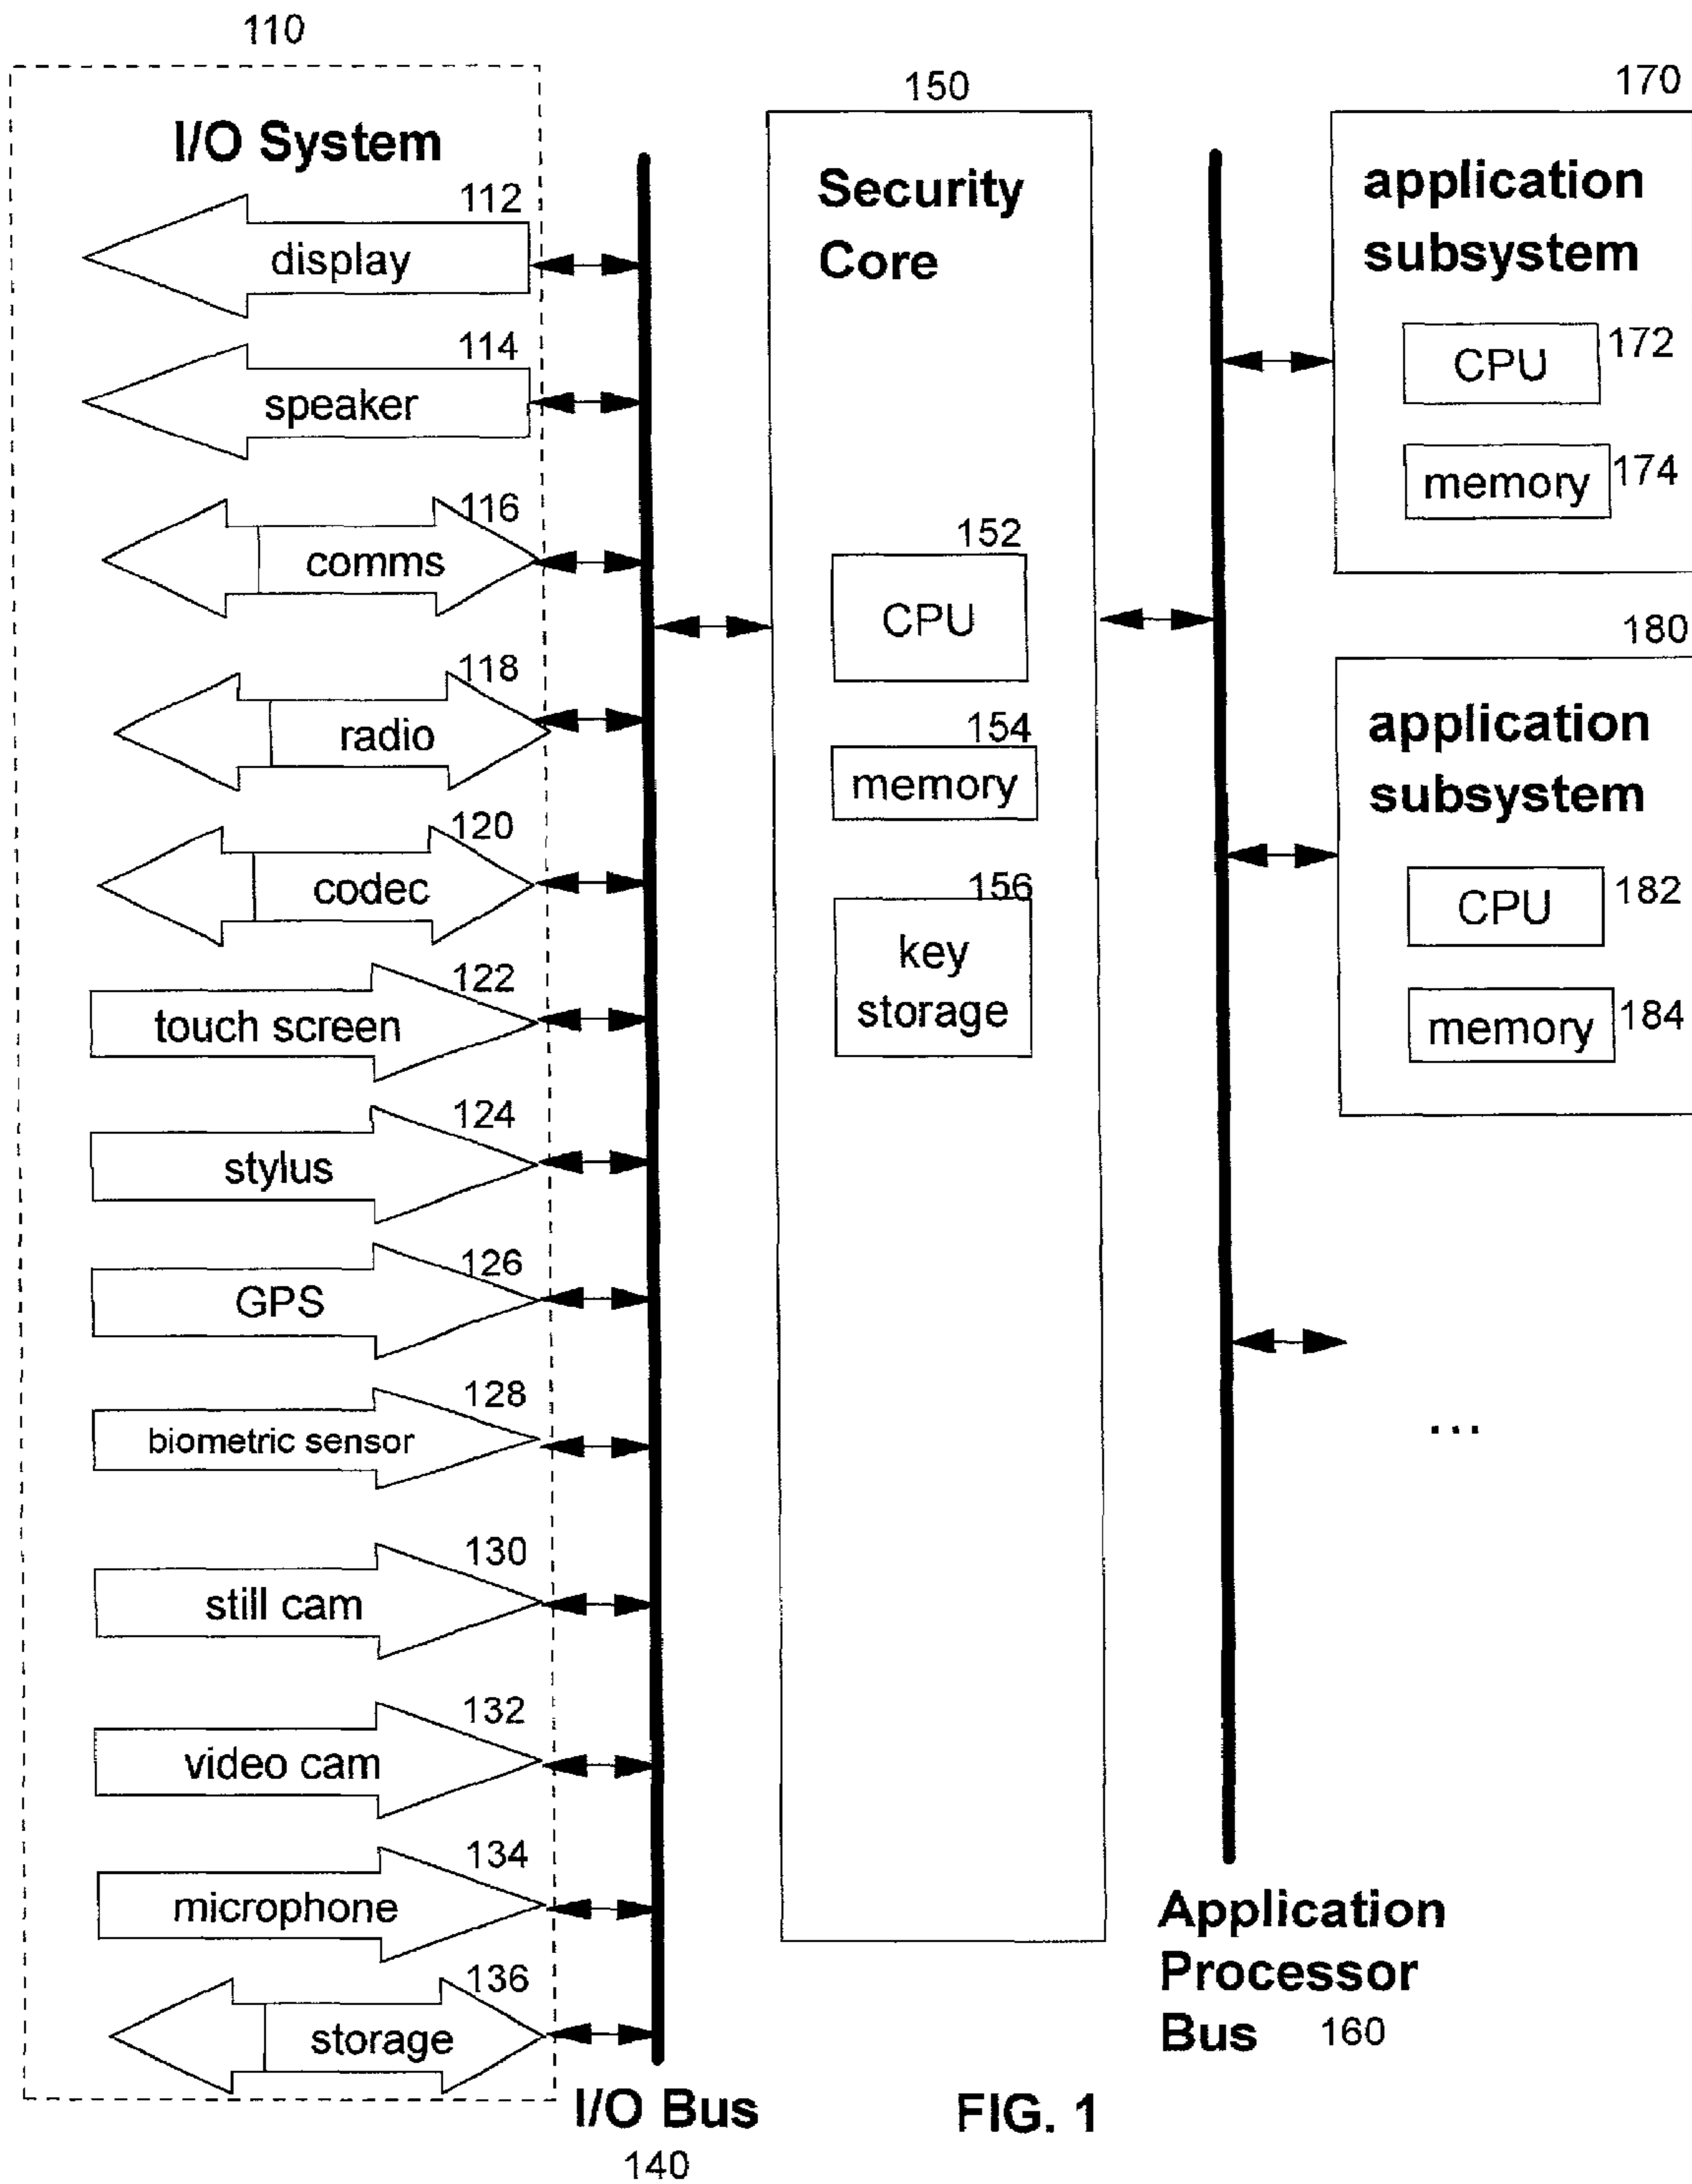 110
I/O System
112
display
114
speaker
116
comms
118
radio
120
codec
122
touch screen
124
stylus
126
GPS
128
biometric sensor
130
still cam
132
video cam
134
microphone
136
storage
I/O Bus
140
150
Security
Core
152
CPU
154
memory
156
key
storage
Application
Processor
Bus 160
170
application
subsystem
CPU 172
memory 174
180
application
subsystem
CPU 182
memory 184
...
FIG. 1